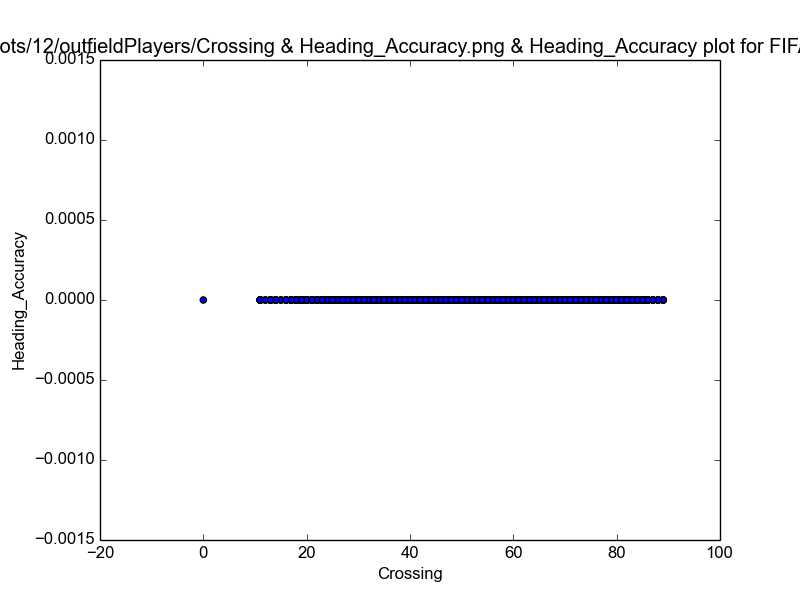 ots/12/outfieldPlayers/Crossing & Heading_Accuracy.png & Heading_Accuracy plot for FIFA
0.0015
0.0010
0.0005
0.0000
−0.0005
−0.0010
−0.0015
Heading_Accuracy
−20 0 20 40 60 80 100
Crossing